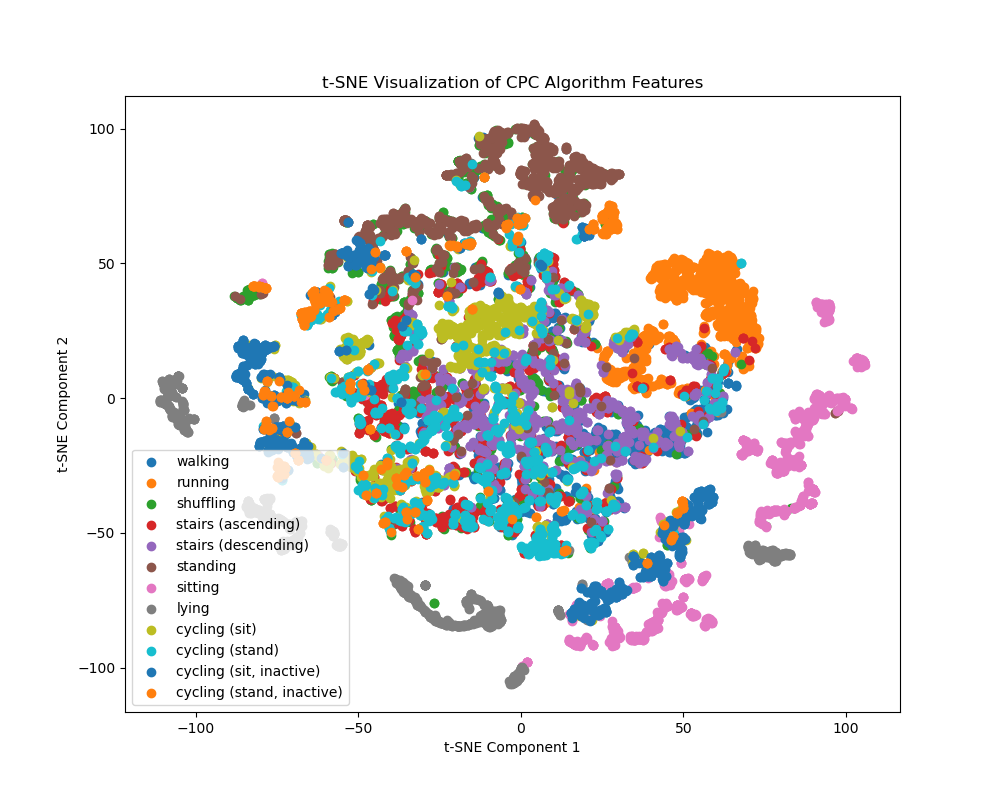 t-SNE Visualization of CPC Algorithm Features
100
50
0
−50
−100
t-SNE Component 2
walking
running
shuffling
stairs (ascending)
stairs (descending)
standing
sitting
lying
cycling (sit)
cycling (stand)
cycling (sit, inactive)
cycling (stand, inactive)
−100
−50
0
50
100
t-SNE Component 1